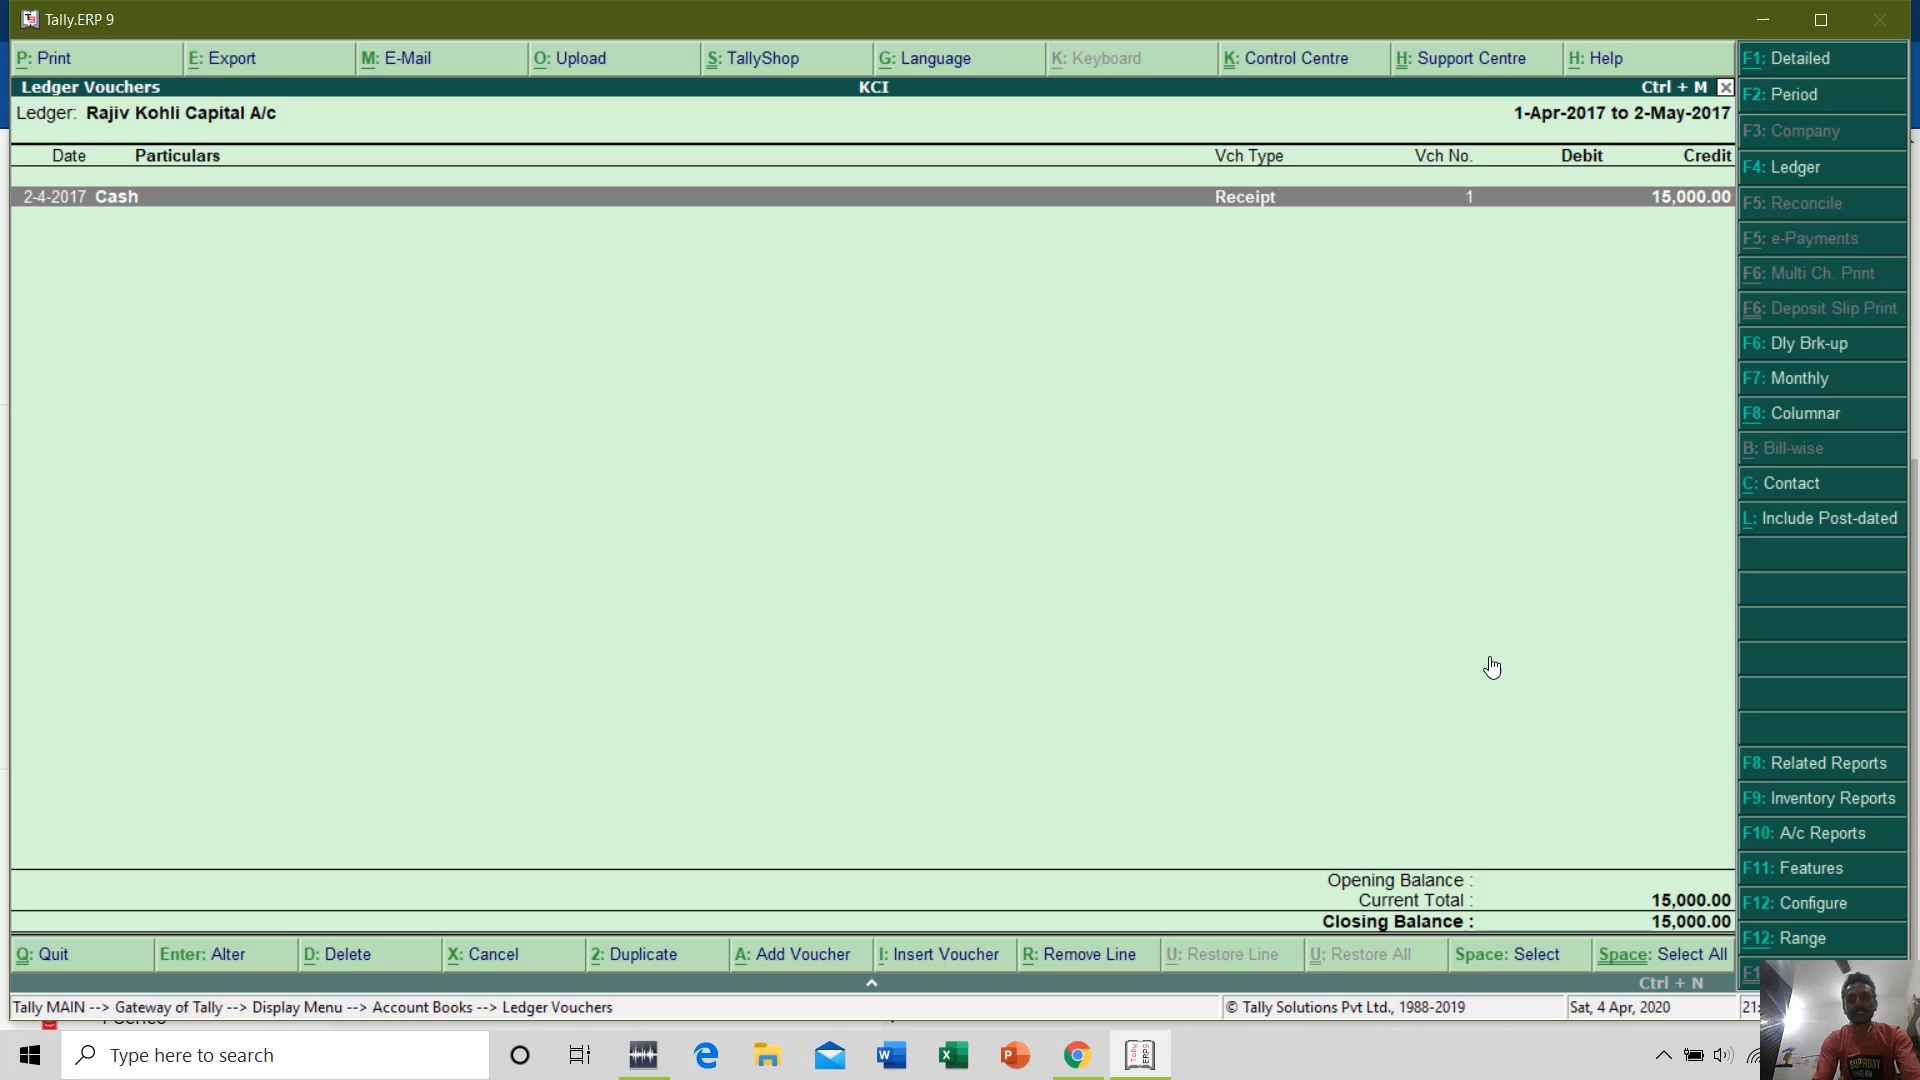 Tally.ERP 9
P: Print E: Export M: E-Mail O: Upload S: TallyShop G: Language K: Keyboard K: Control Centre H: Support Centre H: Help
Ledger Vouchers KCI Ctrl + M
Ledger: Rajiv Kohli Capital A/c 1-Apr-2017 to 2-May-2017
Date Particulars Vch Type Vch No. Debit Credit
2-4-2017 Cash Receipt 1 15,000.00
Opening Balance :
Current Total : 15,000.00
Closing Balance : 15,000.00
Q: Quit Enter: Alter D: Delete X: Cancel 2: Duplicate A: Add Voucher I: Insert Voucher R: Remove Line U: Restore Line U: Restore All Space: Select Space: Select All
Ctrl + N
Tally MAIN --> Gateway of Tally --> Display Menu --> Account Books --> Ledger Vouchers © Tally Solutions Pvt Ltd., 1988-2019 Sat, 4 Apr, 2020 21:
F1: Detailed
F2: Period
F3: Company
F4: Ledger
F5: Reconcile
F5: e-Payments
F6: Multi Ch. Print
F6: Deposit Slip Print
F6: Dly Brk-up
F7: Monthly
F8: Columnar
B: Bill-wise
C: Contact
L: Include Post-dated
F8: Related Reports
F9: Inventory Reports
F10: A/c Reports
F11: Features
F12: Configure
F12: Range
Type here to search